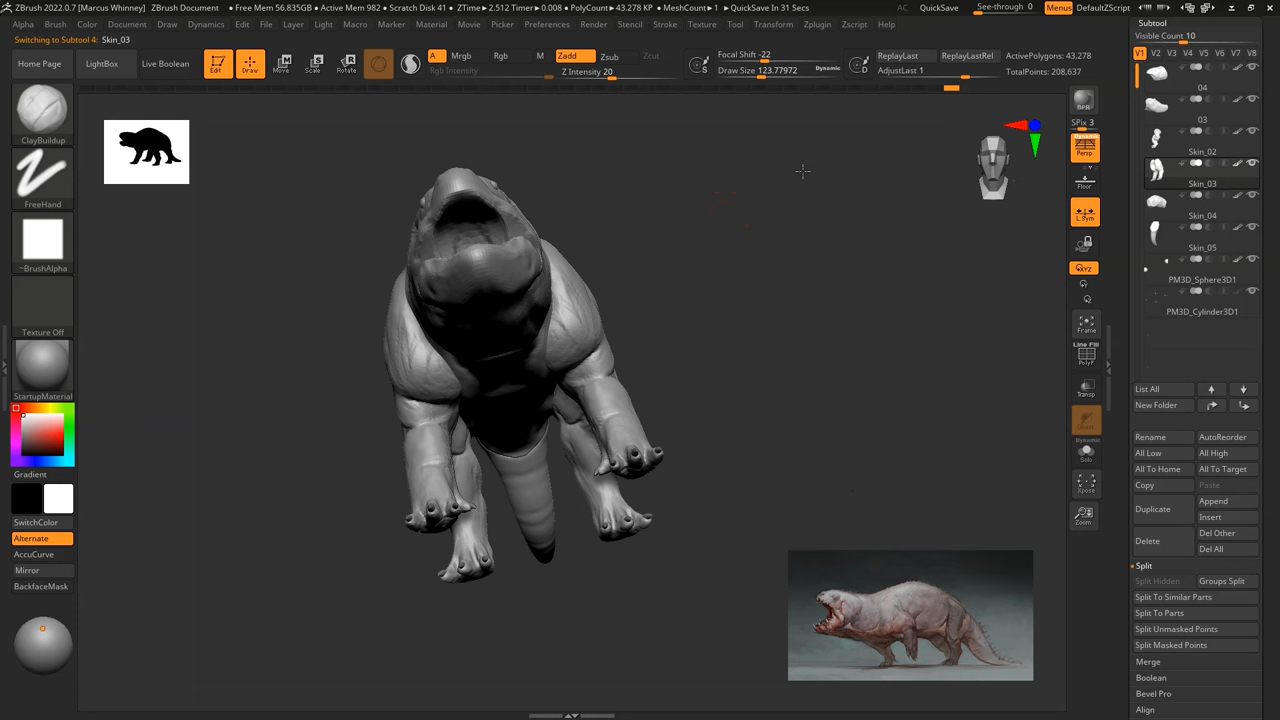 ZBrush 2022.0.7 [Marcus Whinney] ZBrush Document • Free Mem 56.835GB • Active Mem 982 • Scratch Disk 41 • ZTime▸2.512 Timer▸0.008 • PolyCount▸43.278 KP • MeshCount▸1 ▸QuickSave In 31 Secs AC QuickSave See-through 0 Menus DefaultZScript
Alpha Brush Color Document Draw Dynamics Edit File Layer Light Macro Marker Material Movie Picker Preferences Render Stencil Stroke Texture Tool Transform Zplugin Zscript Help
Switching to Subtool 4: Skin_03
Home Page LightBox Live Boolean Edit Draw Move Scale Rotate A Mrgb Rgb M Zadd Zsub Zcut
Rgb Intensity Z Intensity 20
Focal Shift -22
Draw Size 123.77972 Dynamic
S D
ReplayLast ReplayLastRel
AdjustLast 1
ActivePolygons: 43,278
TotalPoints: 208,637
ClayBuildup
FreeHand
~BrushAlpha
Texture Off
StartupMaterial
Gradient
SwitchColor
Alternate
AccuCurve
Mirror
BackfaceMask
BPR
SPix 3
Dynamic
Persp
Floor
L.Sym
XYZ
Frame
Line Fill
PolyF
Transp
Ghost
Dynamic
Solo
Xpose
Zoom
Subtool
Visible Count 10
V1 V2 V3 V4 V5 V6 V7 V8
04
03
Skin_02
Skin_03
Skin_04
Skin_05
PM3D_Sphere3D1
PM3D_Cylinder3D1
List All
New Folder
Rename AutoReorder
All Low All High
All To Home All To Target
Copy Paste
Duplicate Append
Insert
Delete Del Other
Del All
Split
Split Hidden Groups Split
Split To Similar Parts
Split To Parts
Split Unmasked Points
Split Masked Points
Merge
Boolean
Bevel Pro
Align